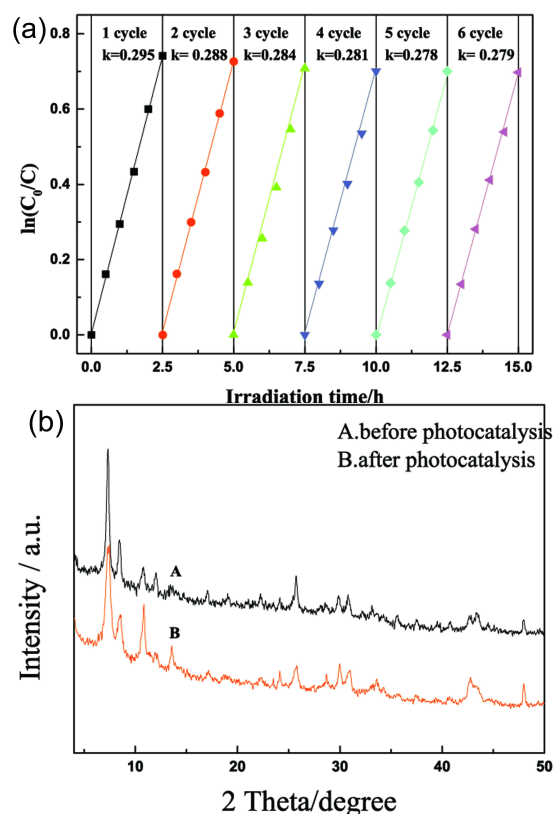 (a)
1 cycle 2 cycle 3 cycle 4 cycle 5 cycle 6 cycle
k=0.295 k= 0.288 k=0.284 k=0.281 k=0.278 k= 0.279
ln(C0/C)
0.8
0.6
0.4
0.2
0.0
0.0 2.5 5.0 7.5 10.0 12.5 15.0
Irradiation time/h
(b)
A.before photocatalysis
B.after photocatalysis
Intensity / a.u.
A
B
10 20 30 40 50
2 Theta/degree